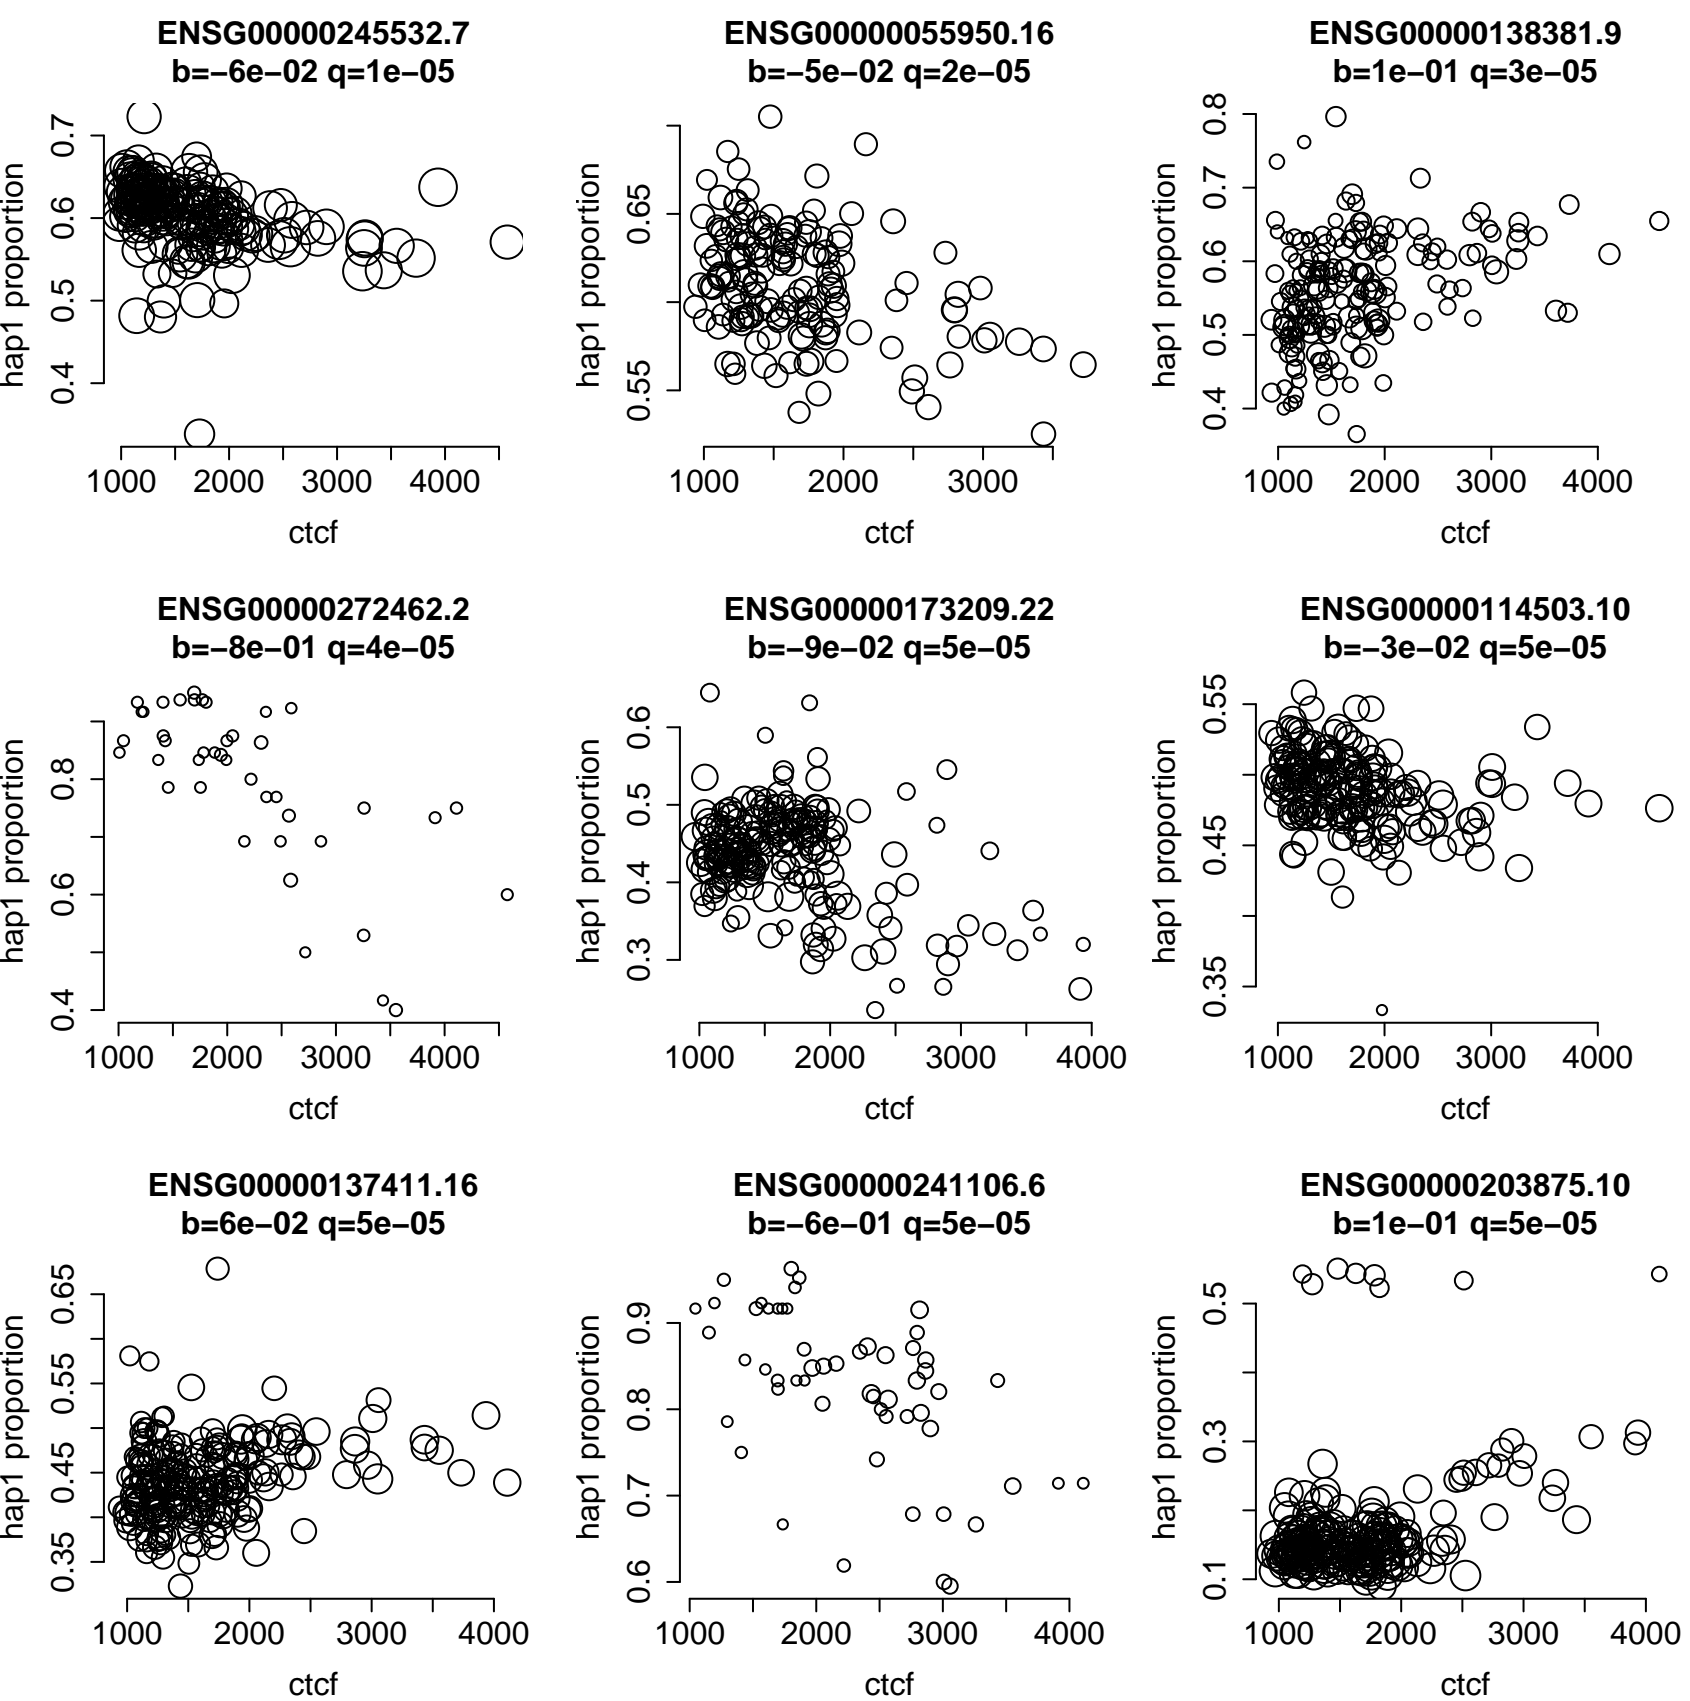 ENSG00000245532.7
b=−6e−02 q=1e−05
hap1 proportion
0.7
0.6
0.5
0.4
1000 2000 3000 4000
ctcf
ENSG00000055950.16
b=−5e−02 q=2e−05
hap1 proportion
0.65
0.55
1000 2000 3000
ctcf
ENSG00000138381.9
b=1e−01 q=3e−05
hap1 proportion
0.8
0.7
0.6
0.5
0.4
1000 2000 3000 4000
ctcf
ENSG00000272462.2
b=−8e−01 q=4e−05
hap1 proportion
0.8
0.6
0.4
1000 2000 3000 4000
ctcf
ENSG00000173209.22
b=−9e−02 q=5e−05
hap1 proportion
0.6
0.5
0.4
0.3
1000 2000 3000 4000
ctcf
ENSG00000114503.10
b=−3e−02 q=5e−05
hap1 proportion
0.55
0.45
0.35
1000 2000 3000 4000
ctcf
ENSG00000137411.16
b=6e−02 q=5e−05
hap1 proportion
0.65
0.55
0.45
0.35
1000 2000 3000 4000
ctcf
ENSG00000241106.6
b=−6e−01 q=5e−05
hap1 proportion
0.9
0.8
0.7
0.6
1000 2000 3000 4000
ctcf
ENSG00000203875.10
b=1e−01 q=5e−05
hap1 proportion
0.5
0.3
0.1
1000 2000 3000 4000
ctcf